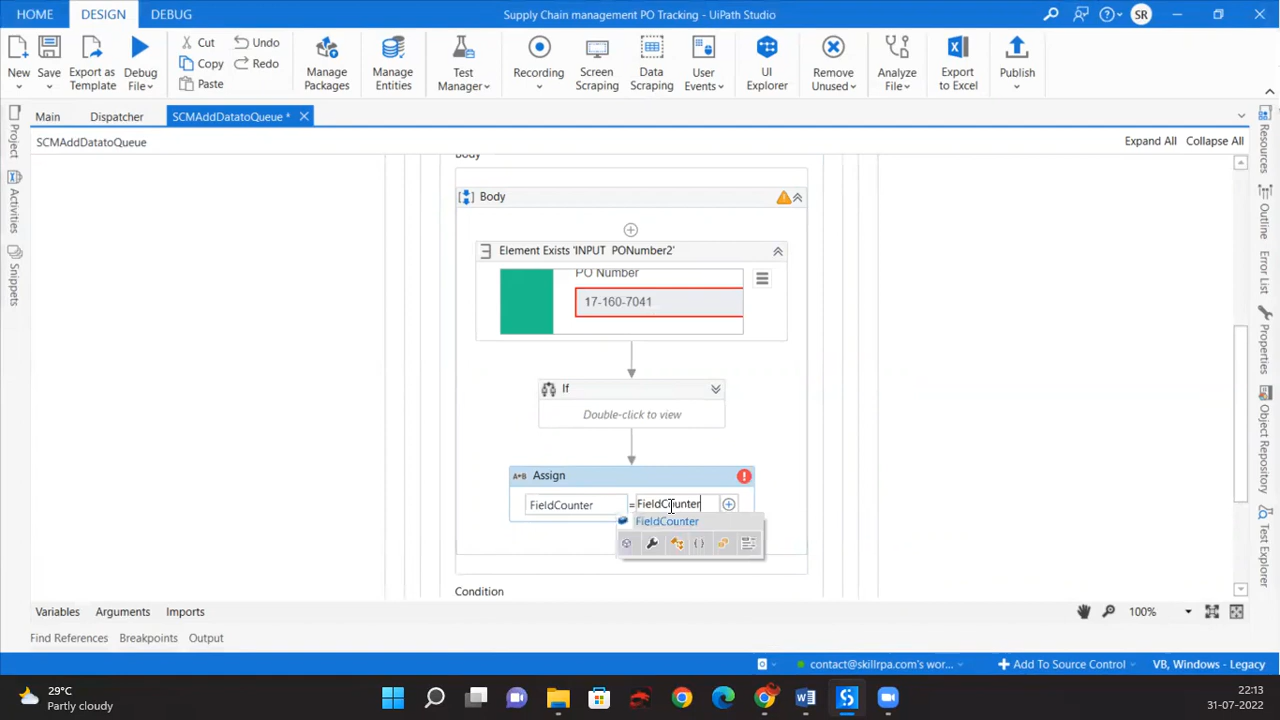 HOME
DESIGN
DEBUG
Supply Chain management PO Tracking - UiPath Studio
SR
New
Save
Export as
Template
Debug
File
Cut
Copy
Paste
Undo
Redo
Manage
Packages
Manage
Entities
Test
Manager
Recording
Screen
Scraping
Data
Scraping
User
Events
UI
Explorer
Remove
Unused
Analyze
File
Export
to Excel
Publish
Main
Dispatcher
SCMAddDatatoQueue *
SCMAddDatatoQueue
Expand All
Collapse All
Project
Activities
Snippets
Resources
Outline
Error List
Properties
Object Repository
Test Explorer
Body
Body
Element Exists 'INPUT PONumber2'
PO Number
17-160-7041
If
Double-click to view
A*B Assign
FieldCounter = FieldCounter
FieldCounter
Condition
Variables
Arguments
Imports
100%
Find References
Breakpoints
Output
contact@skillrpa.com's wor...
Add To Source Control
VB, Windows - Legacy
29°C
Partly cloudy
22:13
31-07-2022